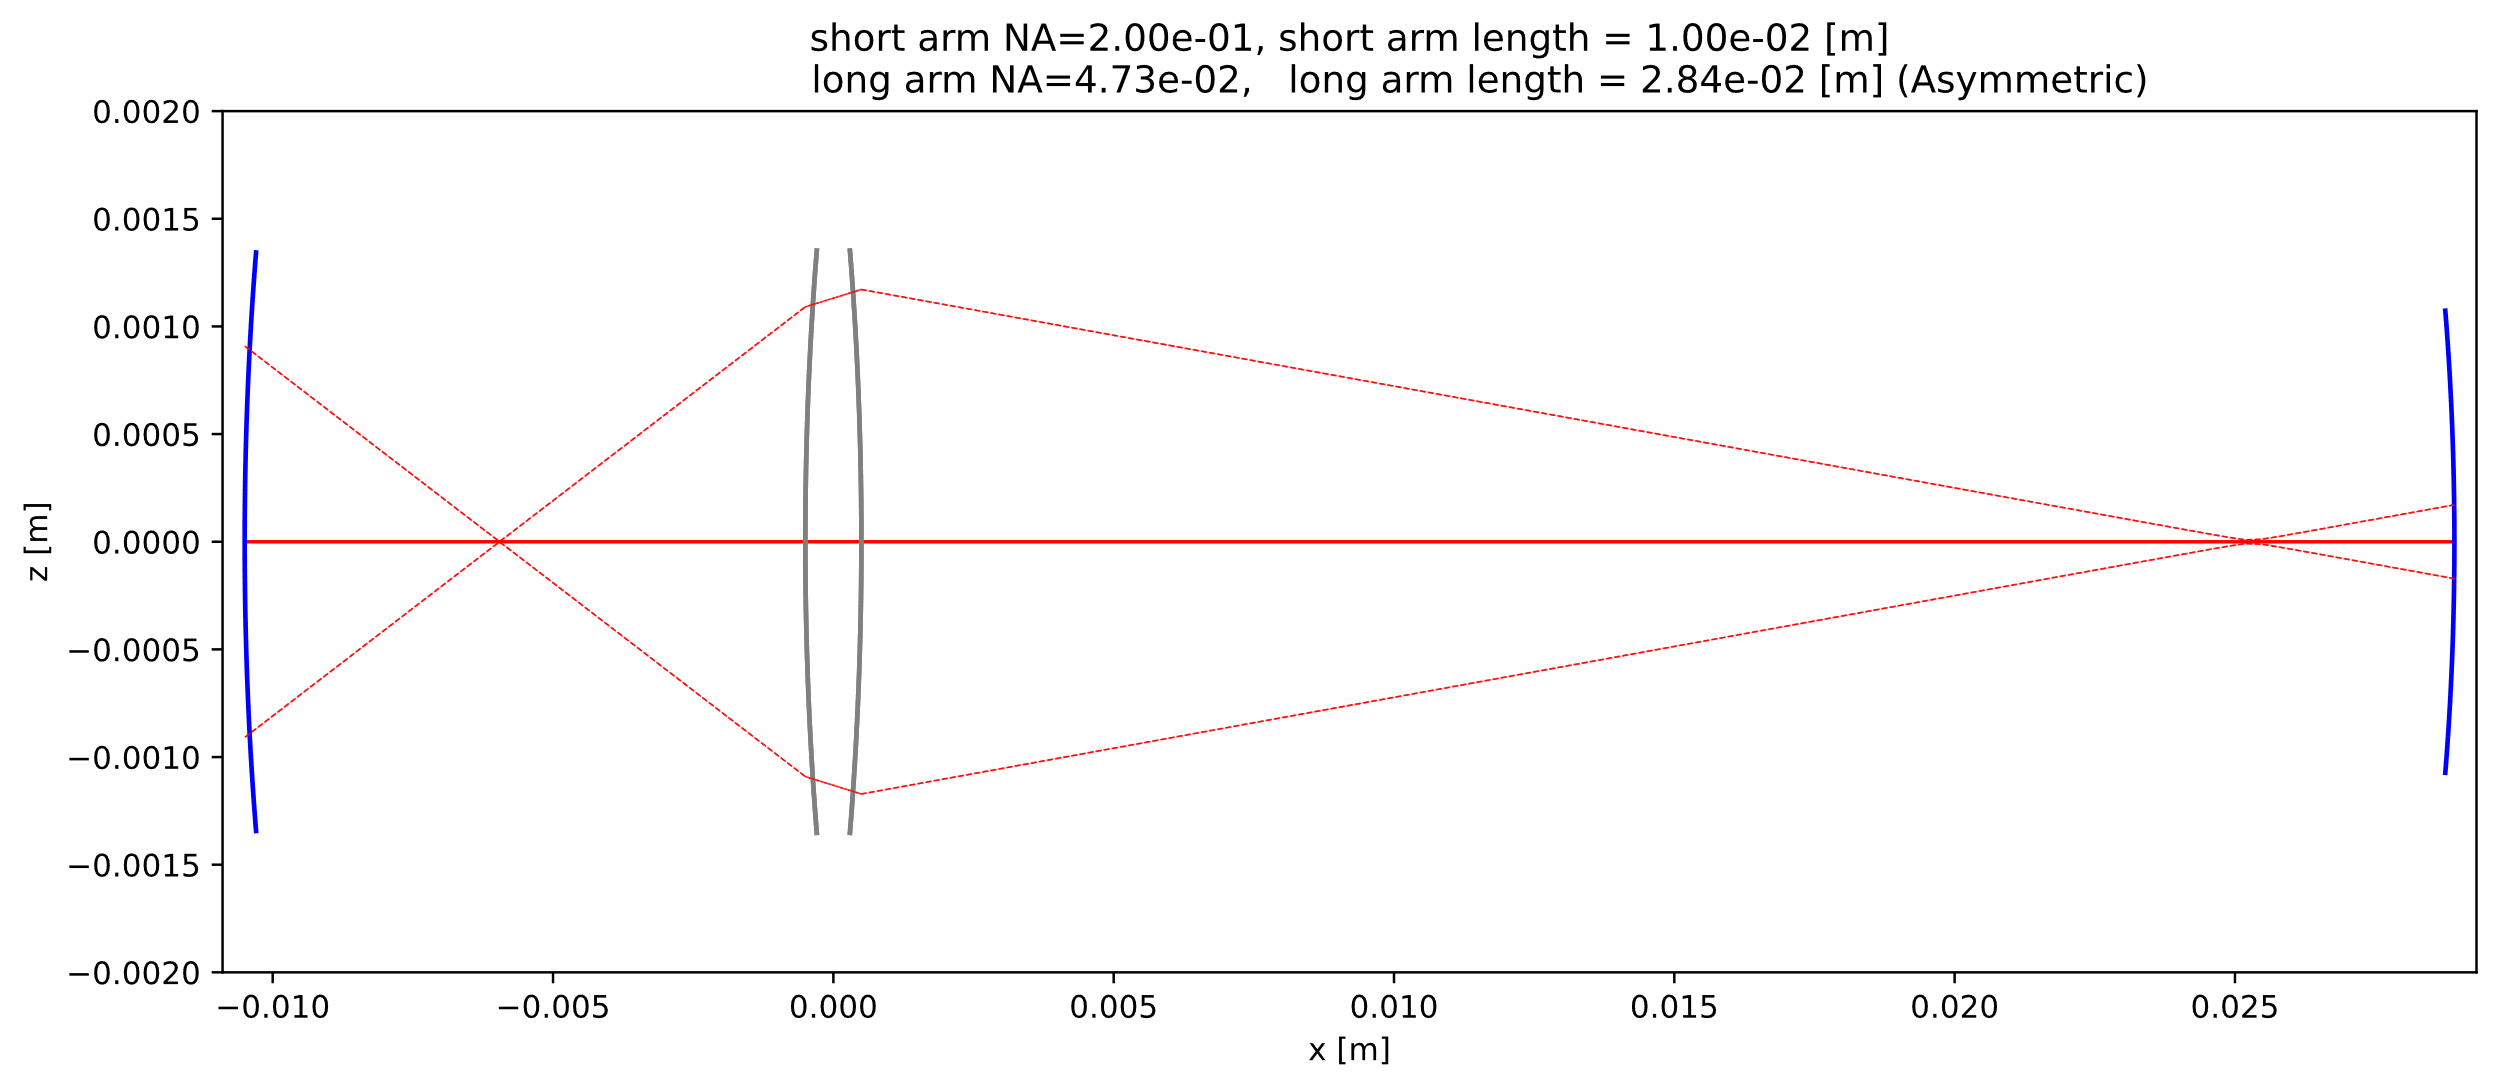 short arm NA=2.00e-01, short arm length = 1.00e-02 [m]
long arm NA=4.73e-02,   long arm length = 2.84e-02 [m] (Asymmetric)
0.0020
0.0015
0.0010
0.0005
0.0000
−0.0005
−0.0010
−0.0015
−0.0020
z [m]
−0.010 −0.005 0.000 0.005 0.010 0.015 0.020 0.025
x [m]